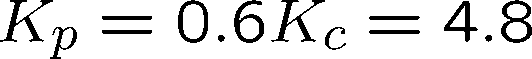 K_p = 0.6K_c = 4.8